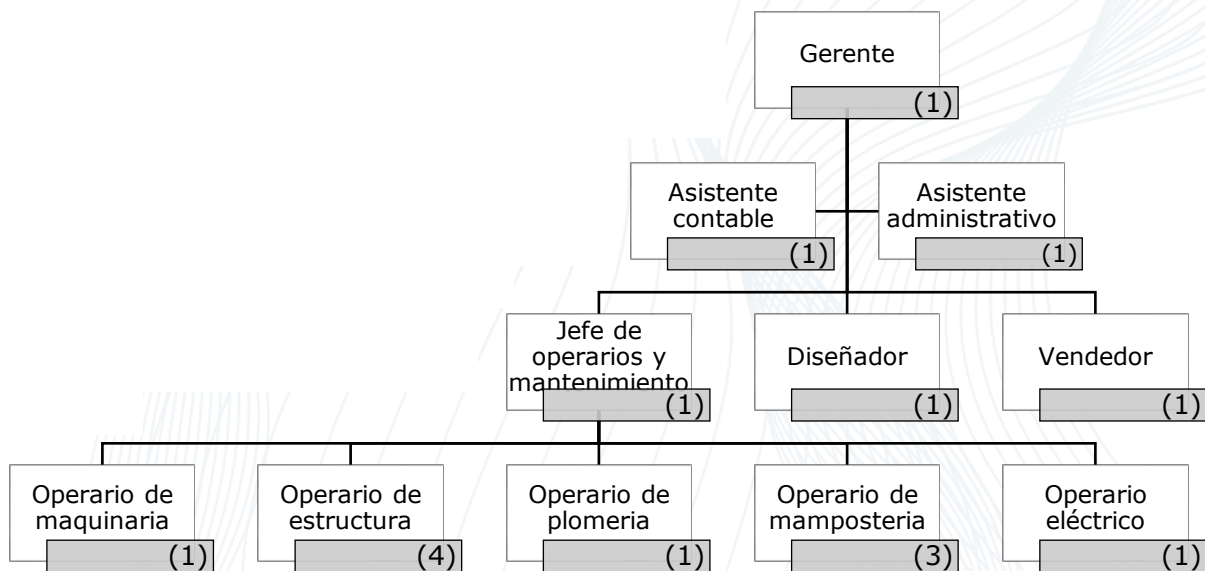 Gerente
(1)
Asistente
contable
(1)
Asistente
administrativo
(1)
Jefe de
operarios y
mantenimiento
(1)
Diseñador
(1)
Vendedor
(1)
Operario de
maquinaria
(1)
Operario de
estructura
(4)
Operario de
plomeria
(1)
Operario de
mamposteria
(3)
Operario
eléctrico
(1)